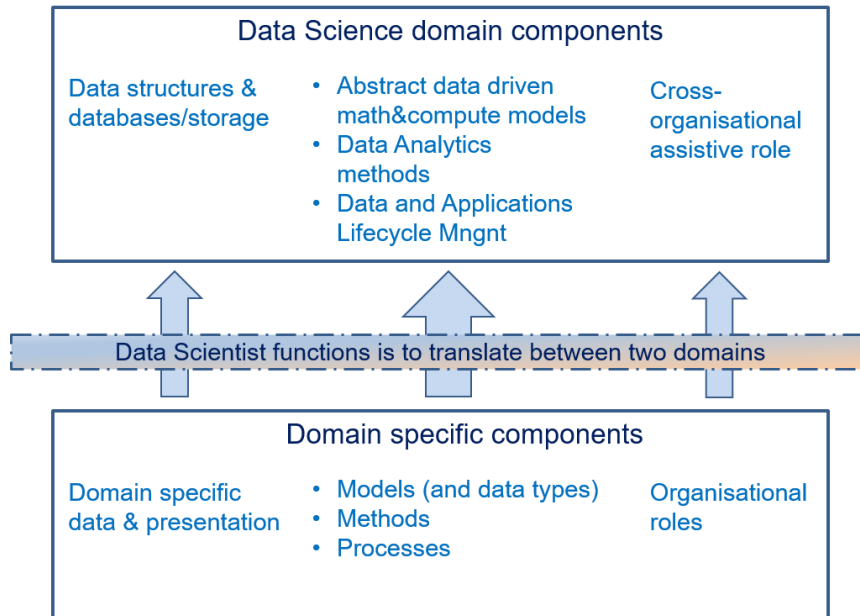 Data Science domain components
Data structures &
databases/storage
• Abstract data driven
math&compute models
• Data Analytics
methods
• Data and Applications
Lifecycle Mngnt
Cross-
organisational
assistive role
Data Scientist functions is to translate between two domains
Domain specific components
Domain specific
data & presentation
• Models (and data types)
• Methods
• Processes
Organisational
roles